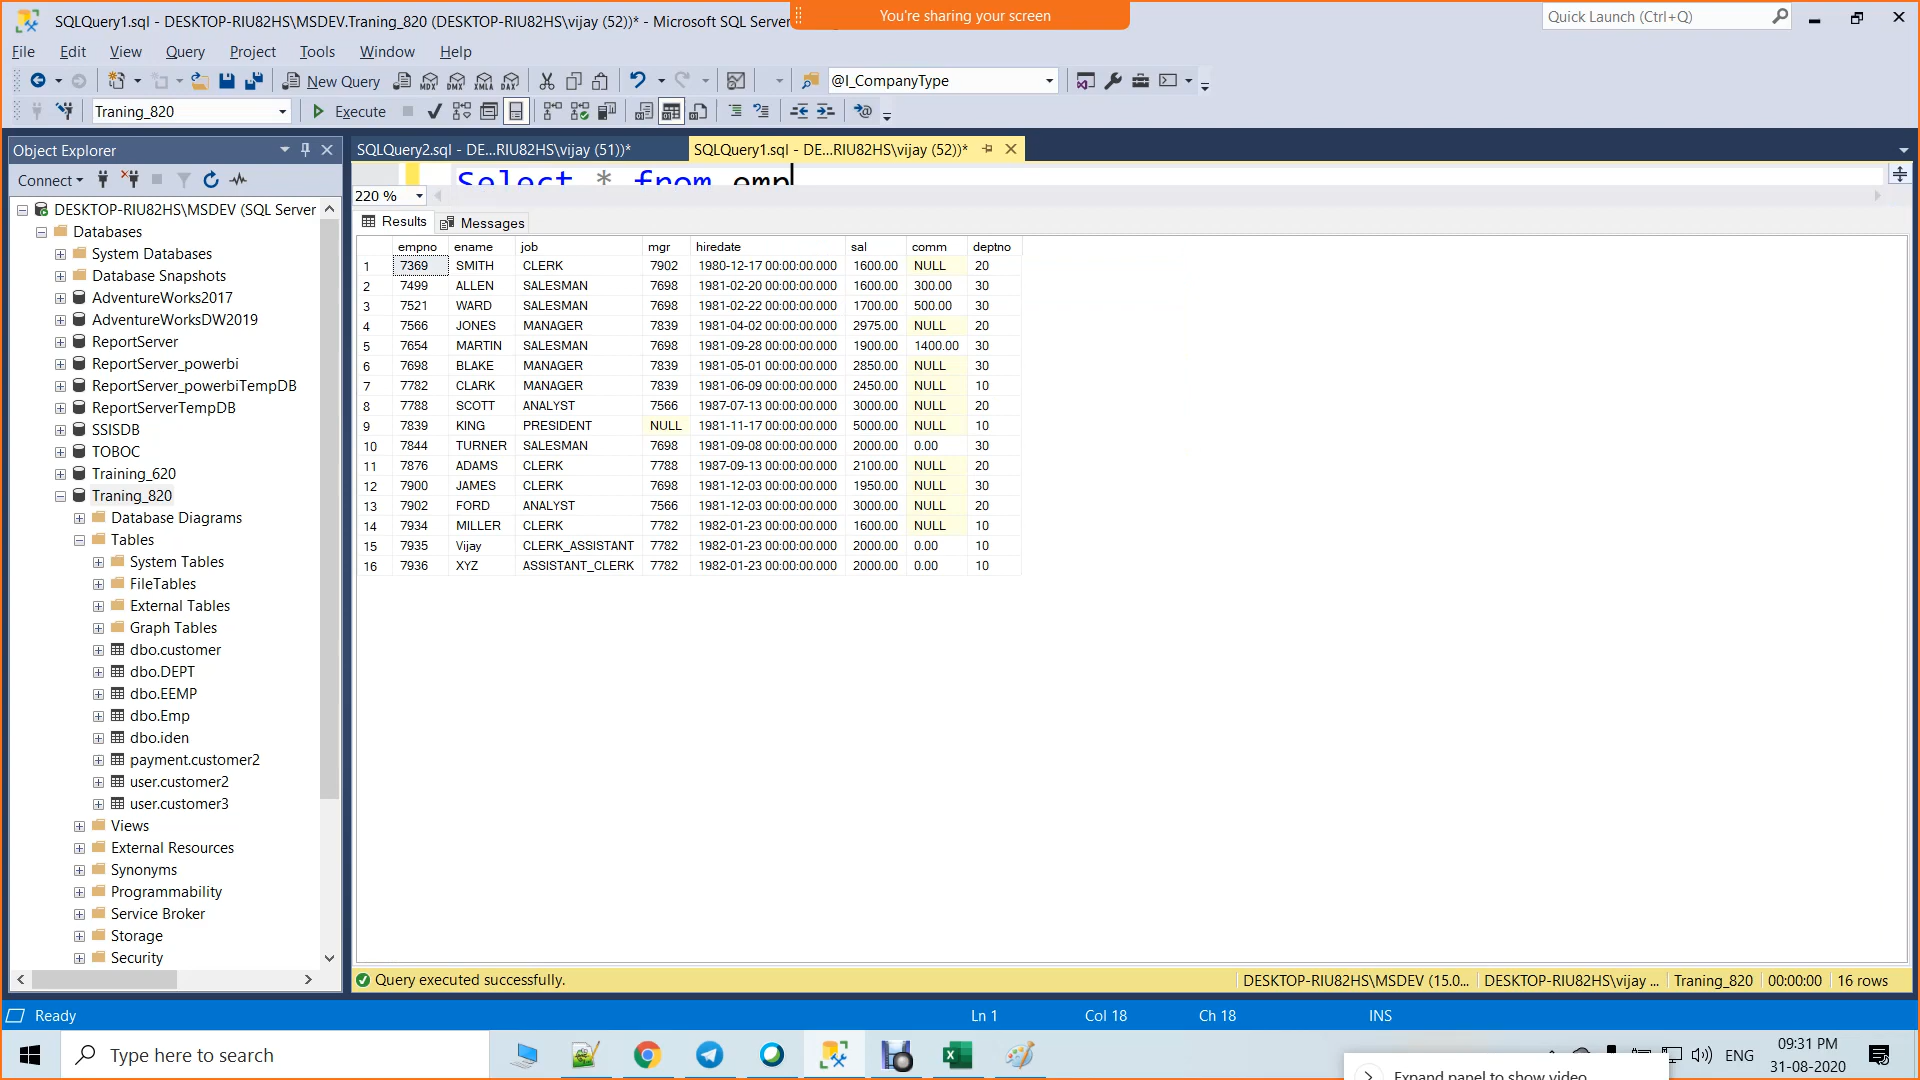 SQLQuery1.sql - DESKTOP-RIU82HS\MSDEV.Traning_820 (DESKTOP-RIU82HS\vijay (52))* - Microsoft SQL Server
You're sharing your screen
Quick Launch (Ctrl+Q)
File Edit View Query Project Tools Window Help
New Query MDX DMX XMLA DAX @I_CompanyType
Traning_820 Execute
Object Explorer
SQLQuery2.sql - DE...RIU82HS\vijay (51))*
SQLQuery1.sql - DE...RIU82HS\vijay (52))*
Connect
Select * from emp
220 %
Results Messages
DESKTOP-RIU82HS\MSDEV (SQL Server
Databases
System Databases
Database Snapshots
AdventureWorks2017
AdventureWorksDW2019
ReportServer
ReportServer_powerbi
ReportServer_powerbiTempDB
ReportServerTempDB
SSISDB
TOBOC
Training_620
Traning_820
Database Diagrams
Tables
System Tables
FileTables
External Tables
Graph Tables
dbo.customer
dbo.DEPT
dbo.EEMP
dbo.Emp
dbo.iden
payment.customer2
user.customer2
user.customer3
Views
External Resources
Synonyms
Programmability
Service Broker
Storage
Security
empno ename job mgr hiredate sal comm deptno
1 7369 SMITH CLERK 7902 1980-12-17 00:00:00.000 1600.00 NULL 20
2 7499 ALLEN SALESMAN 7698 1981-02-20 00:00:00.000 1600.00 300.00 30
3 7521 WARD SALESMAN 7698 1981-02-22 00:00:00.000 1700.00 500.00 30
4 7566 JONES MANAGER 7839 1981-04-02 00:00:00.000 2975.00 NULL 20
5 7654 MARTIN SALESMAN 7698 1981-09-28 00:00:00.000 1900.00 1400.00 30
6 7698 BLAKE MANAGER 7839 1981-05-01 00:00:00.000 2850.00 NULL 30
7 7782 CLARK MANAGER 7839 1981-06-09 00:00:00.000 2450.00 NULL 10
8 7788 SCOTT ANALYST 7566 1987-07-13 00:00:00.000 3000.00 NULL 20
9 7839 KING PRESIDENT NULL 1981-11-17 00:00:00.000 5000.00 NULL 10
10 7844 TURNER SALESMAN 7698 1981-09-08 00:00:00.000 2000.00 0.00 30
11 7876 ADAMS CLERK 7788 1987-09-13 00:00:00.000 2100.00 NULL 20
12 7900 JAMES CLERK 7698 1981-12-03 00:00:00.000 1950.00 NULL 30
13 7902 FORD ANALYST 7566 1981-12-03 00:00:00.000 3000.00 NULL 20
14 7934 MILLER CLERK 7782 1982-01-23 00:00:00.000 1600.00 NULL 10
15 7935 Vijay CLERK_ASSISTANT 7782 1982-01-23 00:00:00.000 2000.00 0.00 10
16 7936 XYZ ASSISTANT_CLERK 7782 1982-01-23 00:00:00.000 2000.00 0.00 10
Query executed successfully. DESKTOP-RIU82HS\MSDEV (15.0... DESKTOP-RIU82HS\vijay ... Traning_820 00:00:00 16 rows
Ready Ln 1 Col 18 Ch 18 INS
Type here to search
ENG
09:31 PM
31-08-2020
Expand panel to show video